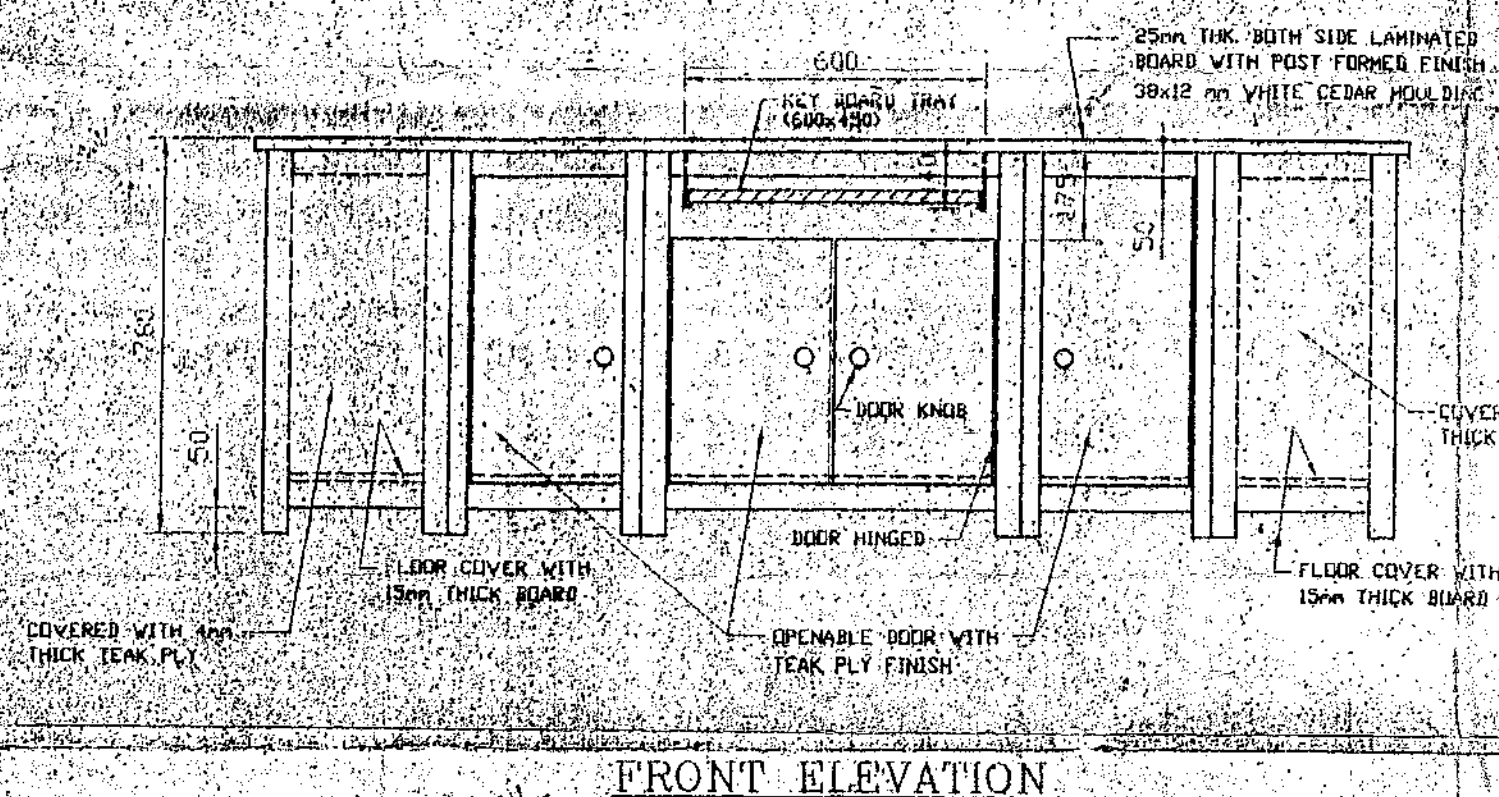 25mm THK. BOTH SIDE LAMINATED
BOARD WITH POST FORMED FINISH
38x12 mm WHITE CEDAR MOULDING
600
KEY BOARD TRAY
(600x450)
175
50
780
50
DOOR KNOB
COVER
THICK
DOOR HINGED
FLOOR COVER WITH
15mm THICK BOARD
FLOOR COVER WITH
15mm THICK BOARD
COVERED WITH 4mm
THICK TEAK PLY
OPENABLE DOOR WITH
TEAK PLY FINISH
FRONT ELEVATION